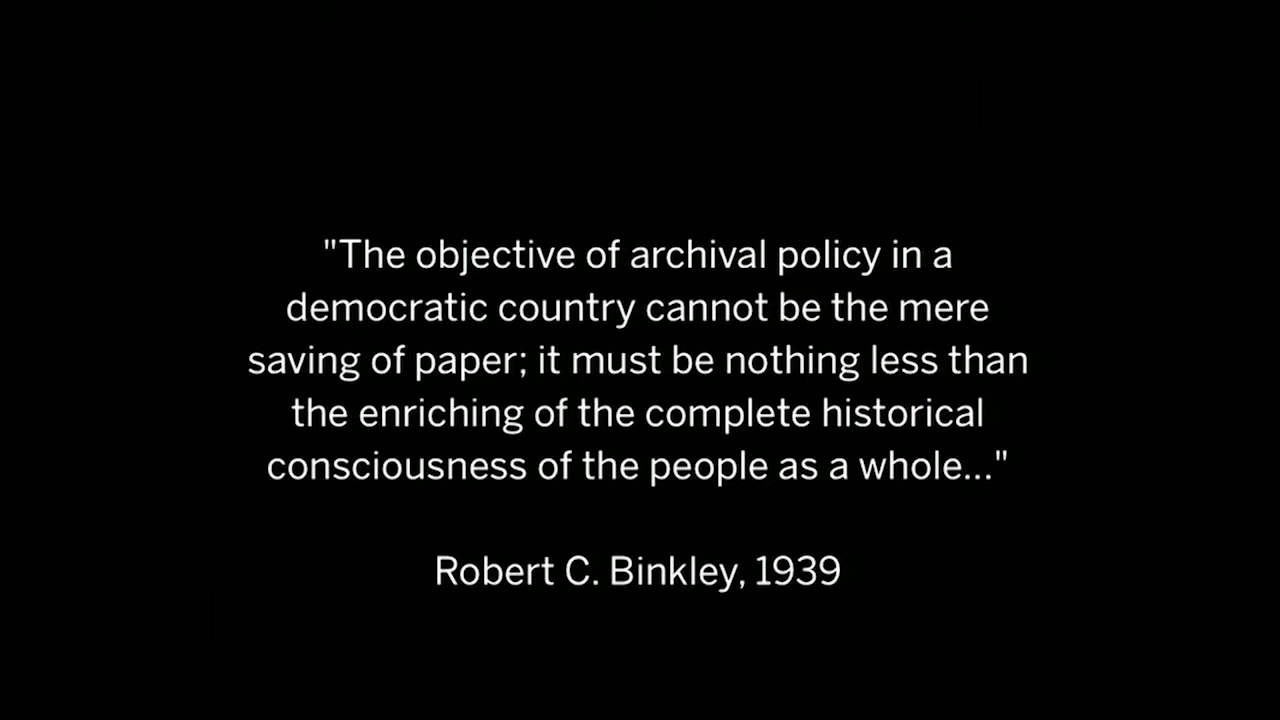 "The objective of archival policy in a
democratic country cannot be the mere
saving of paper; it must be nothing less than
the enriching of the complete historical
consciousness of the people as a whole..."
Robert C. Binkley, 1939